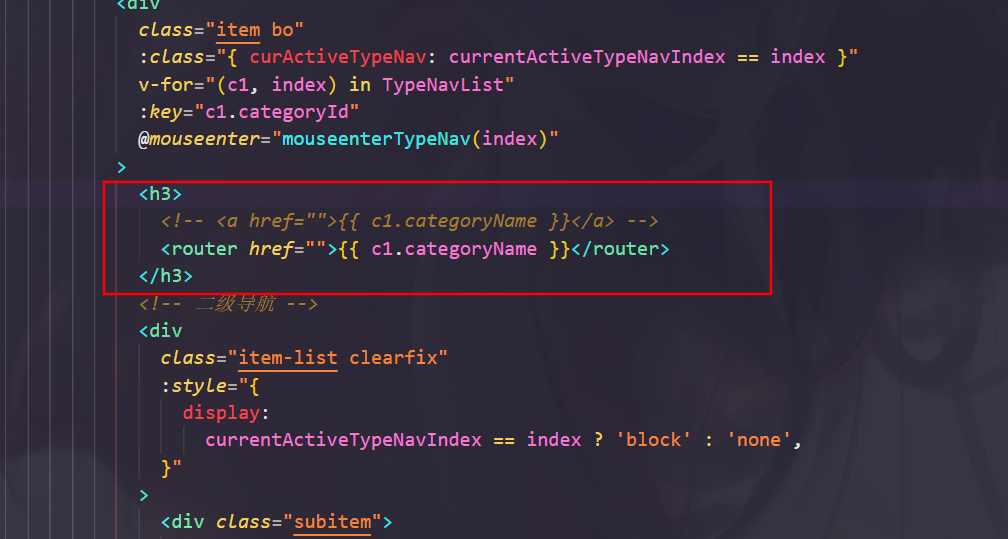 <div
class="item bo"
:class="{ curActiveTypeNav: currentActiveTypeNavIndex == index }"
v-for="(c1, index) in TypeNavList"
:key="c1.categoryId"
@mouseenter="mouseenterTypeNav(index)"
>
<h3>
<!-- <a href="">{{ c1.categoryName }}</a> -->
<router href="">{{ c1.categoryName }}</router>
</h3>
<!-- 二级导航 -->
<div
class="item-list clearfix"
:style="{
display:
currentActiveTypeNavIndex == index ? 'block' : 'none',
}"
>
<div class="subitem">